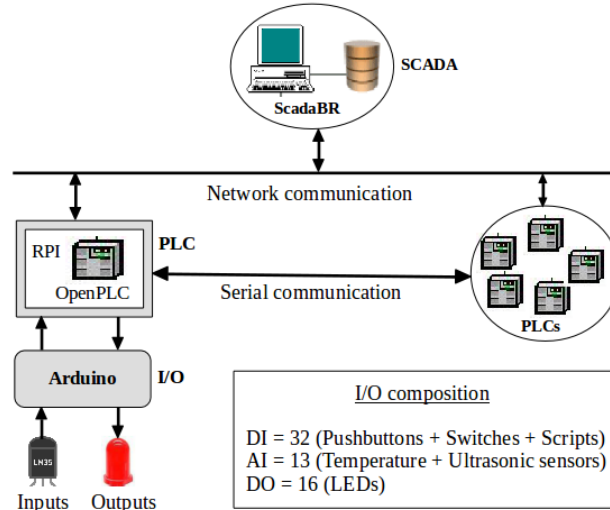 SCADA
ScadaBR
Network communication
RPI
PLC
OpenPLC
Serial communication
PLCs
Arduino
I/O
LM35
Inputs
Outputs
I/O composition
DI = 32 (Pushbuttons + Switches + Scripts)
AI = 13 (Temperature + Ultrasonic sensors)
DO = 16 (LEDs)